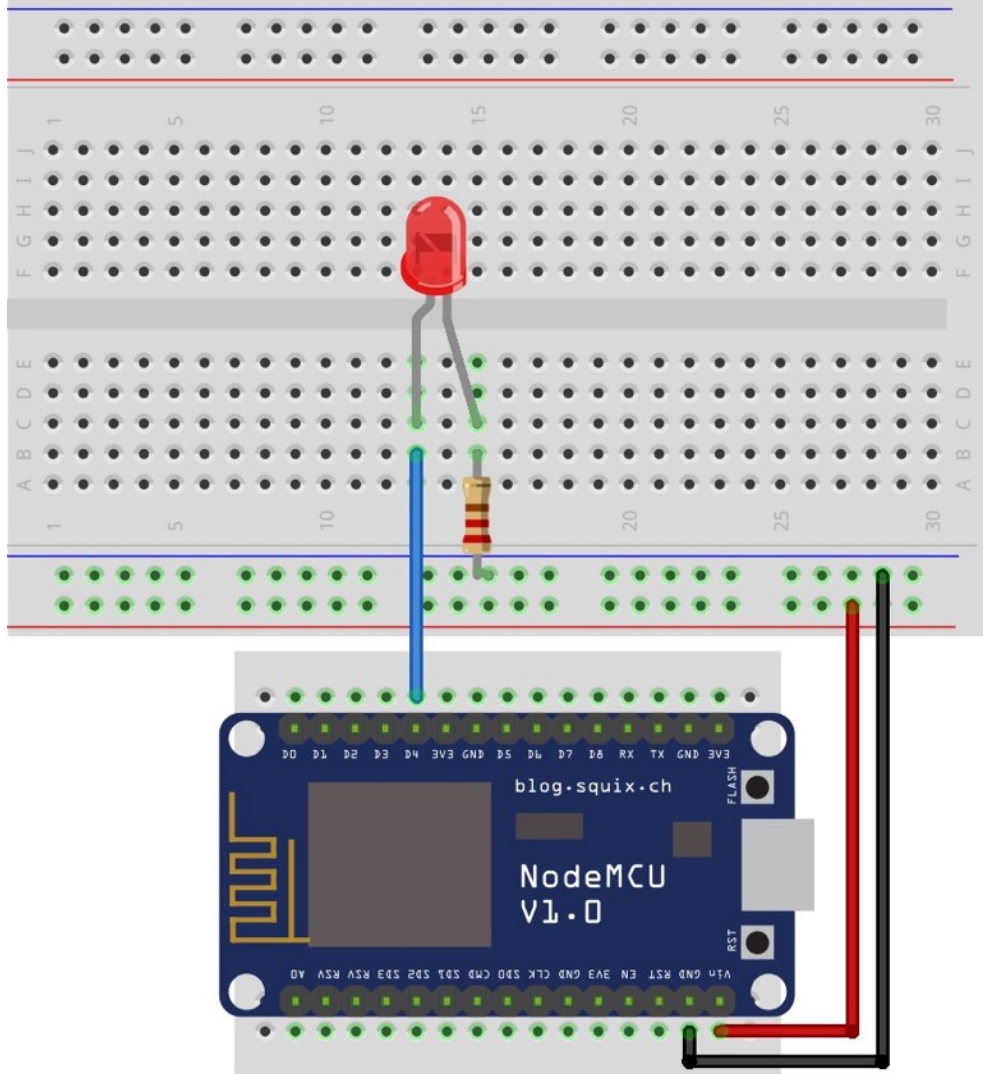 1 5 10 15 20 25 30
J J
I I
H H
G G
F F
E E
D D
C C
B B
A A
1 5 10 15 20 25 30
D0 D1 D2 D3 D4 3V3 GND D5 D6 D7 D8 RX TX GND 3V3
blog.squix.ch
FLASH
NodeMCU
V1.0
RST
A0 RSV RSV SD3 SD2 SD1 CMD SD0 CLK GND 3V3 EN RST GND Vin